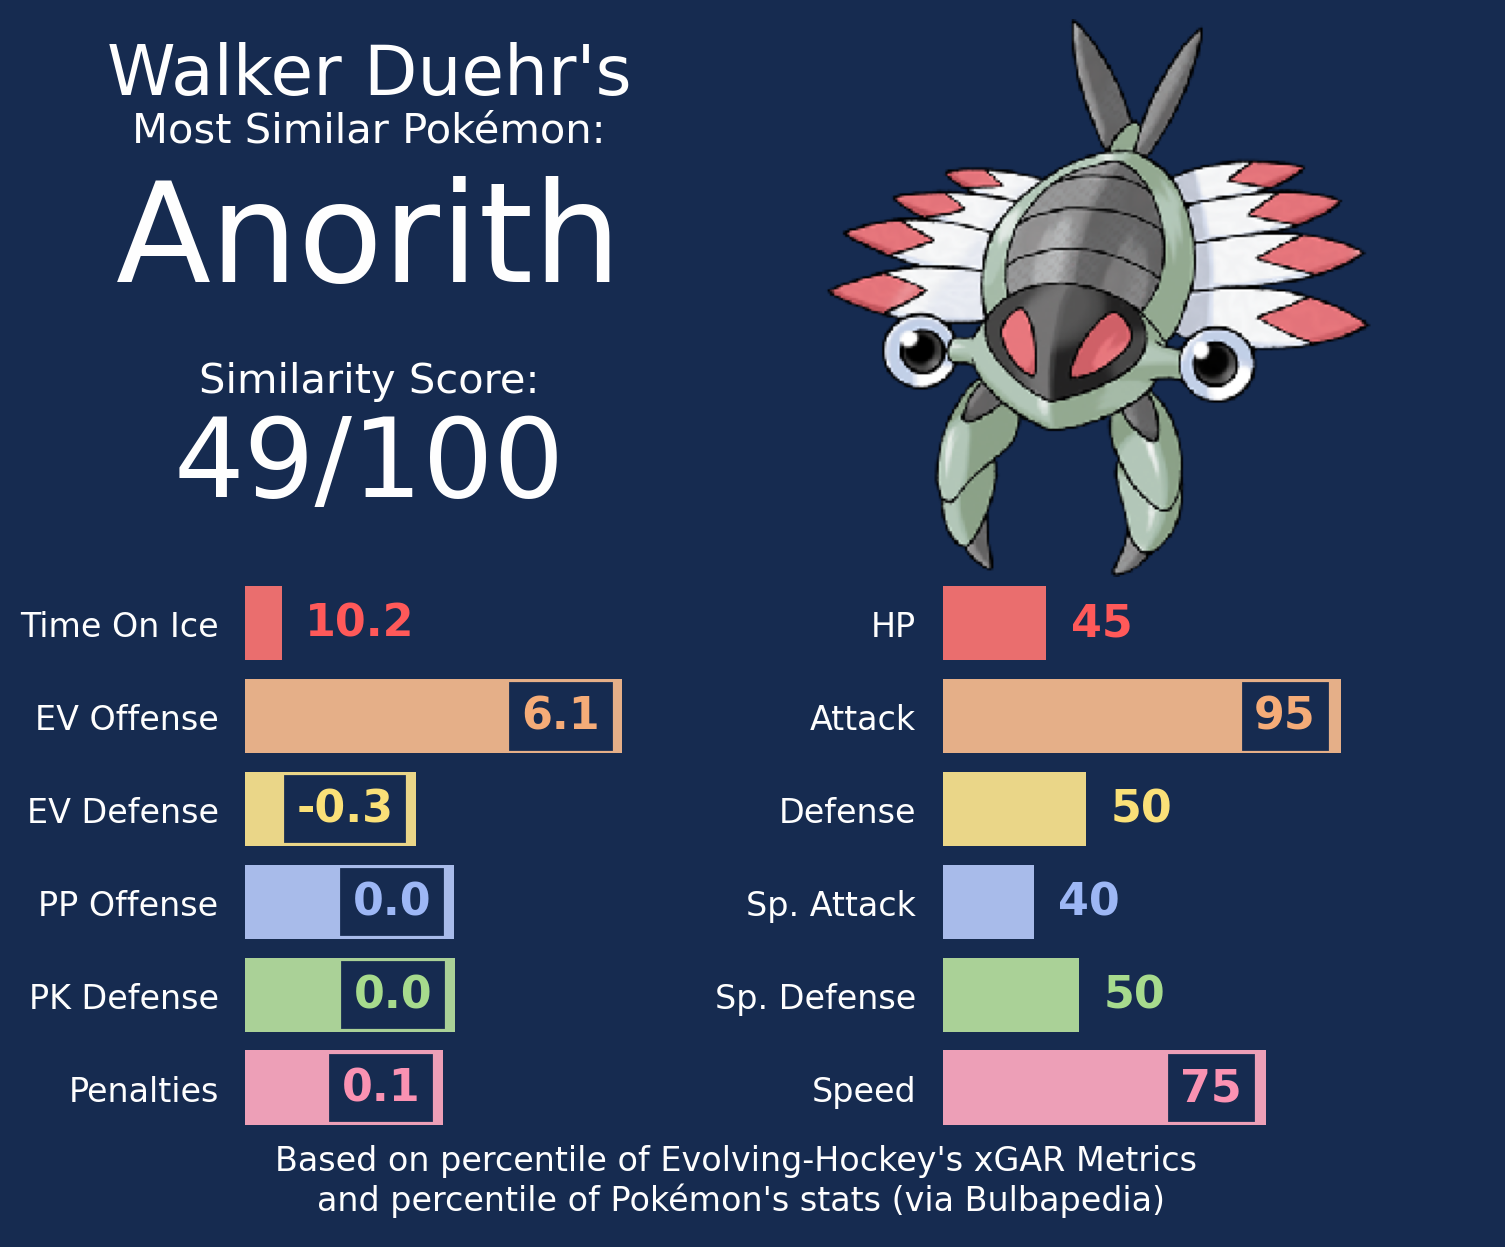 Walker Duehr's
Most Similar Pokémon:
Anorith
Similarity Score:
49/100
Time On Ice 10.2
EV Offense 6.1
EV Defense -0.3
PP Offense 0.0
PK Defense 0.0
Penalties 0.1
HP 45
Attack 95
Defense 50
Sp. Attack 40
Sp. Defense 50
Speed 75
Based on percentile of Evolving-Hockey's xGAR Metrics
and percentile of Pokémon's stats (via Bulbapedia)